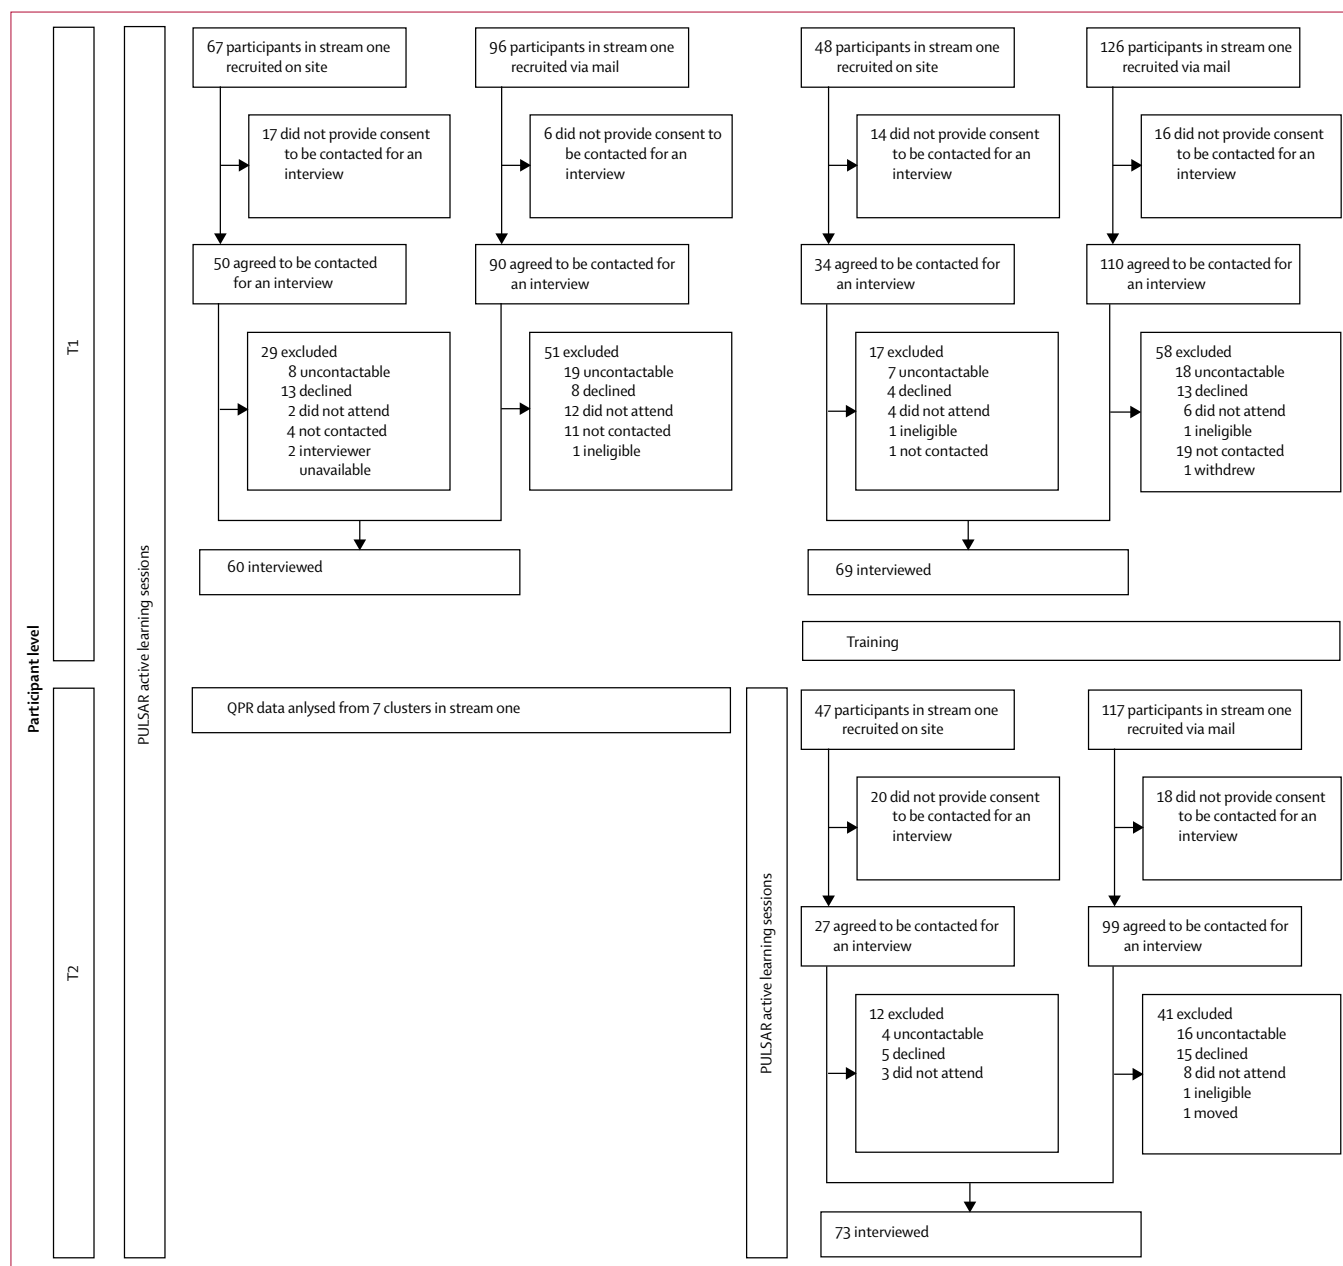 Participant level
T1
T2
PULSAR active learning sessions
67 participants in stream one
recruited on site
96 participants in stream one
recruited via mail
48 participants in stream one
recruited on site
126 participants in stream one
recruited via mail
17 did not provide consent
to be contacted for an
interview
6 did not provide consent to
be contacted for an
interview
14 did not provide consent
to be contacted for an
interview
16 did not provide consent
to be contacted for an
interview
50 agreed to be contacted
for an interview
90 agreed to be contacted for
an interview
34 agreed to be contacted for
an interview
110 agreed to be contacted for
an interview
29 excluded
8 uncontactable
13 declined
2 did not attend
4 not contacted
2 interviewer
unavailable
51 excluded
19 uncontactable
8 declined
12 did not attend
11 not contacted
1 ineligible
17 excluded
7 uncontactable
4 declined
4 did not attend
1 ineligible
1 not contacted
58 excluded
18 uncontactable
13 declined
6 did not attend
1 ineligible
19 not contacted
1 withdrew
60 interviewed
69 interviewed
Training
QPR data anlysed from 7 clusters in stream one
PULSAR active learning sessions
47 participants in stream one
recruited on site
117 participants in stream one
recruited via mail
20 did not provide consent
to be contacted for an
interview
18 did not provide consent
to be contacted for an
interview
27 agreed to be contacted for
an interview
99 agreed to be contacted for
an interview
12 excluded
4 uncontactable
5 declined
3 did not attend
41 excluded
16 uncontactable
15 declined
8 did not attend
1 ineligible
1 moved
73 interviewed